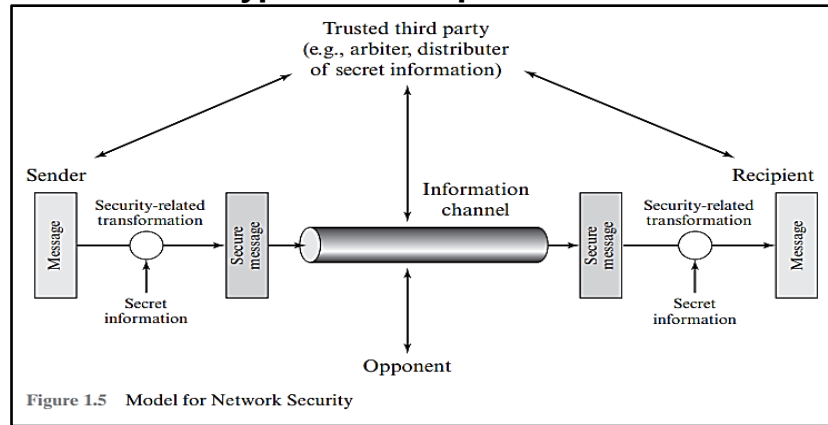 Trusted third party
(e.g., arbiter, distributer
of secret information)
Sender
Recipient
Information
channel
Security-related
transformation
Security-related
transformation
Message
Secure
message
Secure
message
Message
Secret
information
Secret
information
Opponent
Figure 1.5 Model for Network Security